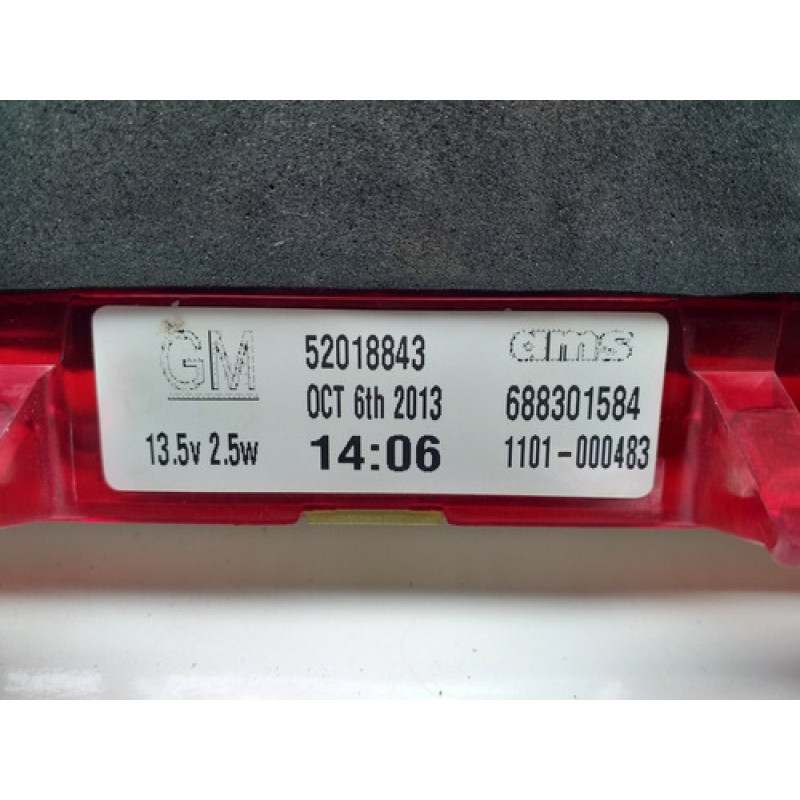 GM 52018843 ams
OCT 6th 2013 688301584
13.5v 2.5w 14:06 1101-000483